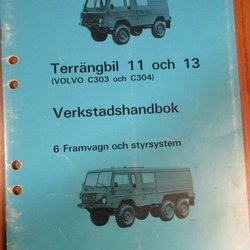 Terrängbil 11 och 13
(VOLVO C303 och C304)
Verkstadshandbok
6 Framvagn och styrsystem